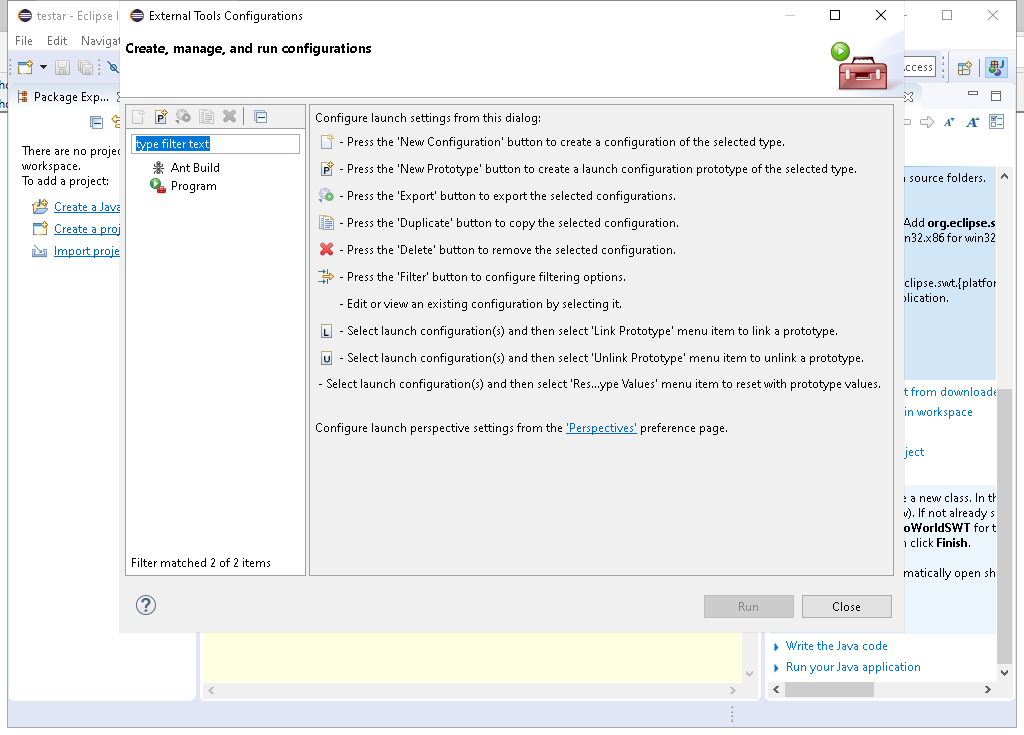 testar - Eclipse I
External Tools Configurations
File Edit Navigat
Create, manage, and run configurations
ccess
Package Exp...
type filter text
Ant Build
Program
Filter matched 2 of 2 items
There are no projec
workspace.
To add a project:
Create a Java
Create a proj
Import proje
Configure launch settings from this dialog:
- Press the 'New Configuration' button to create a configuration of the selected type.
- Press the 'New Prototype' button to create a launch configuration prototype of the selected type.
- Press the 'Export' button to export the selected configurations.
- Press the 'Duplicate' button to copy the selected configuration.
- Press the 'Delete' button to remove the selected configuration.
- Press the 'Filter' button to configure filtering options.
- Edit or view an existing configuration by selecting it.
- Select launch configuration(s) and then select 'Link Prototype' menu item to link a prototype.
- Select launch configuration(s) and then select 'Unlink Prototype' menu item to unlink a prototype.
- Select launch configuration(s) and then select 'Res...ype Values' menu item to reset with prototype values.
Configure launch perspective settings from the 'Perspectives' preference page.
Run
Close
n source folders.
Add org.eclipse.s
n32.x86 for win32
clipse.swt.{platfor
plication.
t from downloade
in workspace
ject
e a new class. In th
w). If not already s
oWorldSWT for t
n click Finish.
matically open sh
Write the Java code
Run your Java application